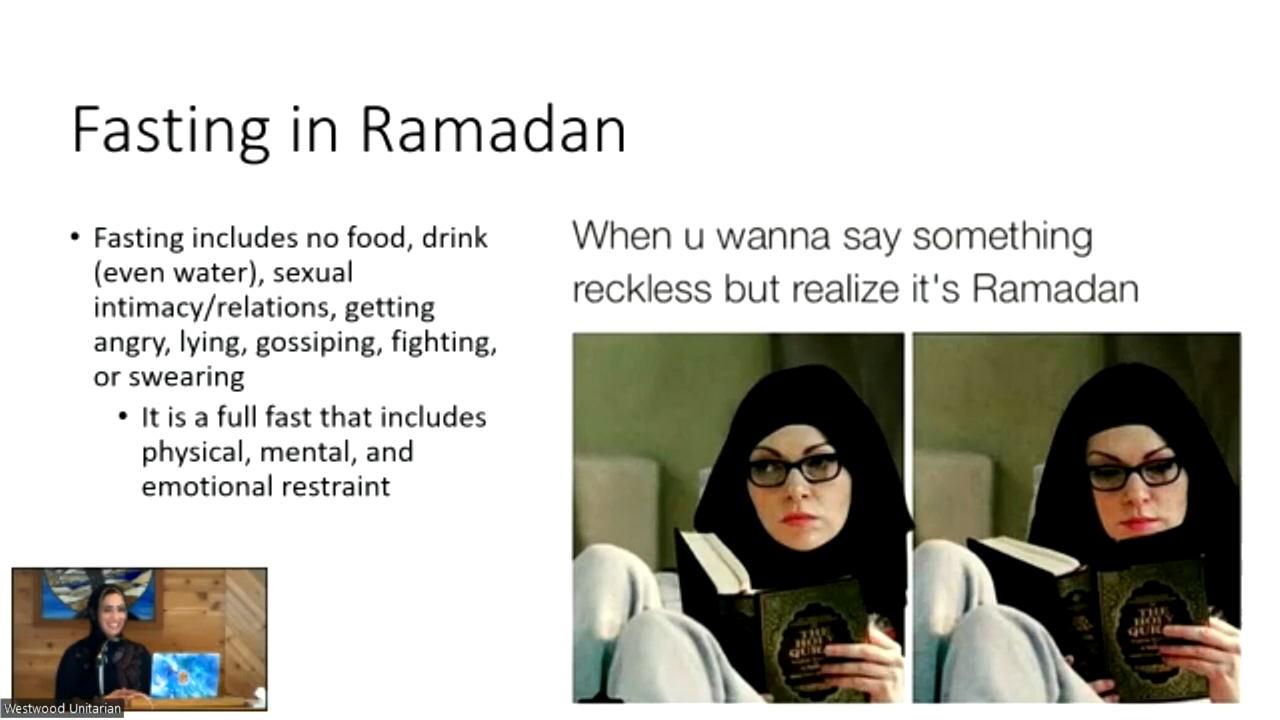 Fasting in Ramadan
• Fasting includes no food, drink
(even water), sexual
intimacy/relations, getting
angry, lying, gossiping, fighting,
or swearing
• It is a full fast that includes
physical, mental, and
emotional restraint
When u wanna say something
reckless but realize it's Ramadan
THE
HOLY
THE
HOLY
Westwood Unitarian